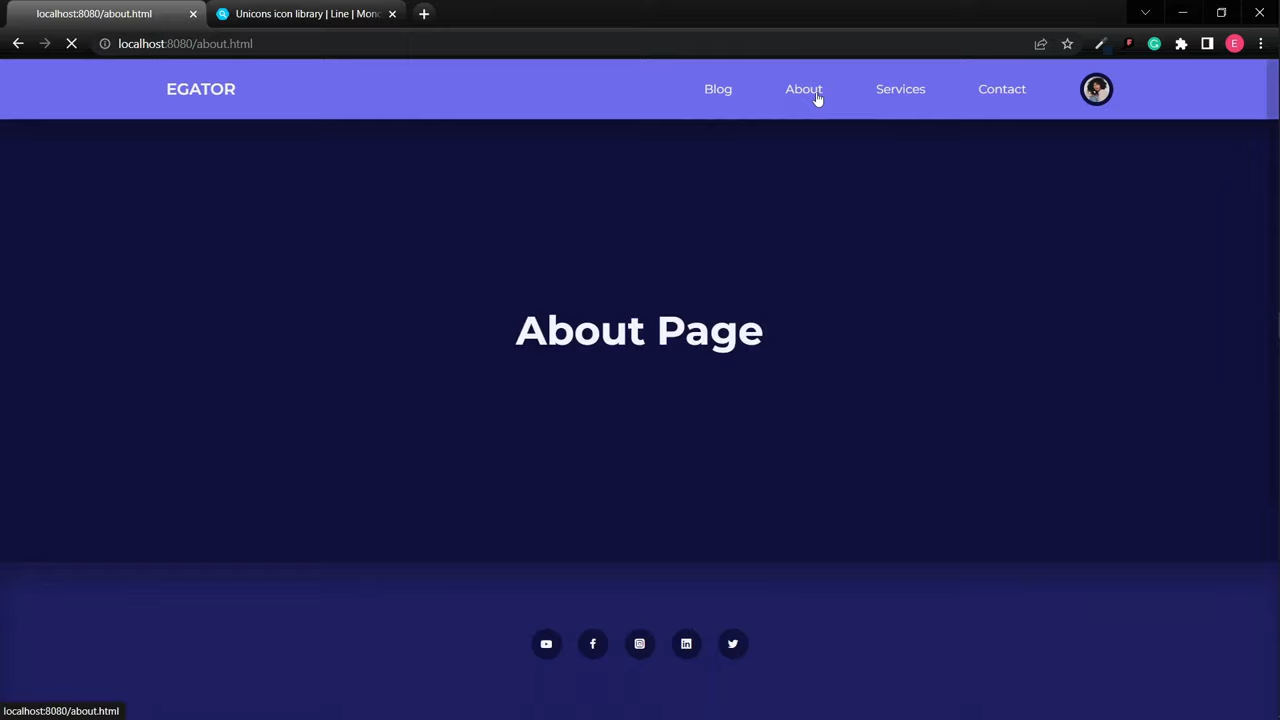 localhost:8080/about.html
Unicons icon library | Line | Mono
localhost:8080/about.html
E
EGATOR
Blog
About
Services
Contact
About Page
localhost:8080/about.html